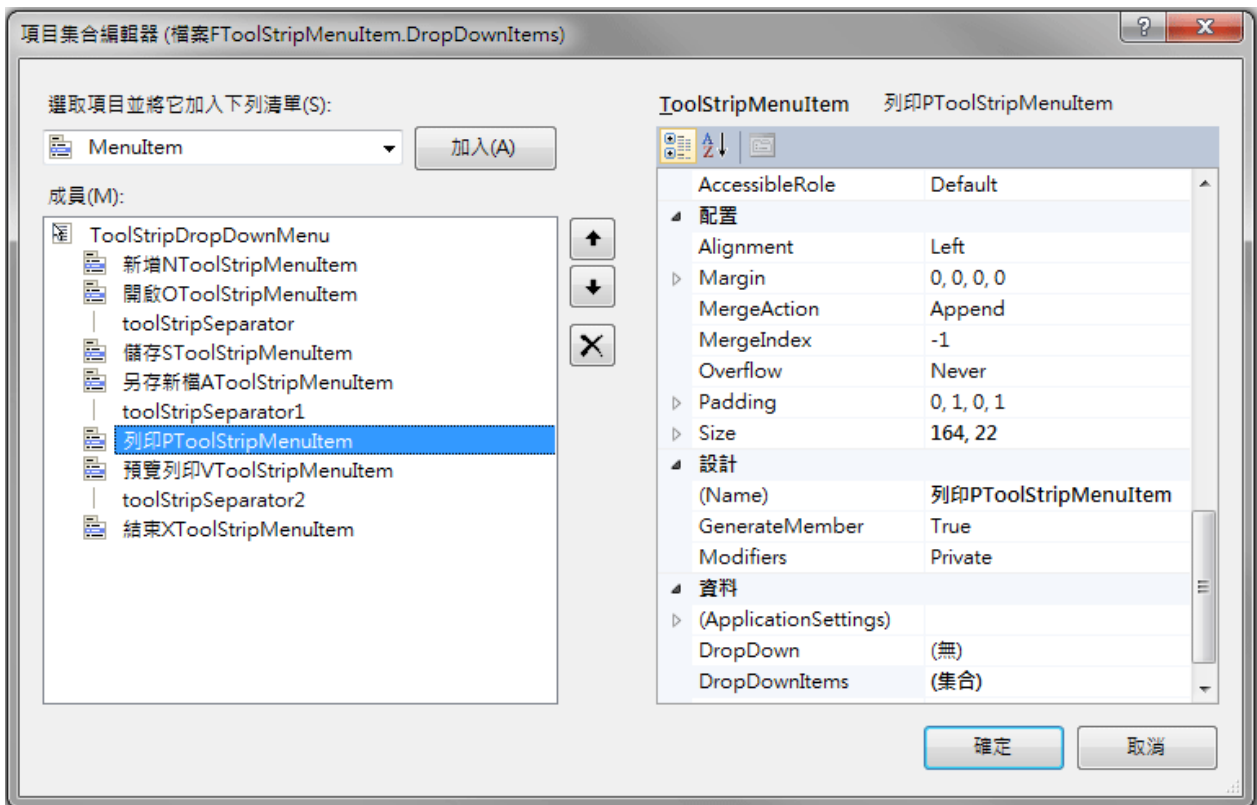 項目集合編輯器 (檔案FToolStripMenuItem.DropDownItems)
選取項目並將它加入下列清單(S):
MenuItem
加入(A)
成員(M):
ToolStripDropDownMenu
新增NToolStripMenuItem
開啟OToolStripMenuItem
toolStripSeparator
儲存SToolStripMenuItem
另存新檔AToolStripMenuItem
toolStripSeparator1
列印PToolStripMenuItem
預覽列印VToolStripMenuItem
toolStripSeparator2
結束XToolStripMenuItem
ToolStripMenuItem 列印PToolStripMenuItem
AccessibleRole Default
配置
Alignment Left
Margin 0, 0, 0, 0
MergeAction Append
MergeIndex -1
Overflow Never
Padding 0, 1, 0, 1
Size 164, 22
設計
(Name) 列印PToolStripMenuItem
GenerateMember True
Modifiers Private
資料
(ApplicationSettings)
DropDown (無)
DropDownItems (集合)
確定 取消